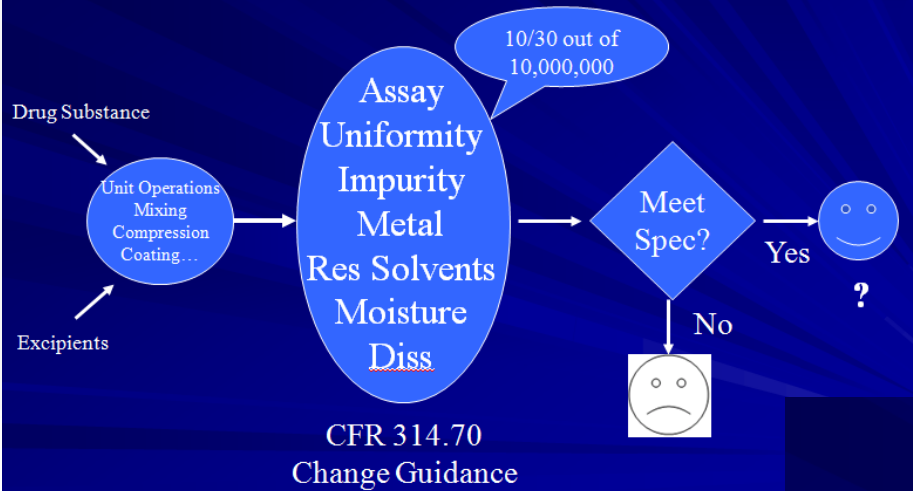 10/30 out of
10,000,000
Drug Substance
Unit Operations
Mixing
Compression
Coating…
Excipients
Assay
Uniformity
Impurity
Metal
Res Solvents
Moisture
Diss
CFR 314.70
Change Guidance
Meet
Spec?
Yes
?
No